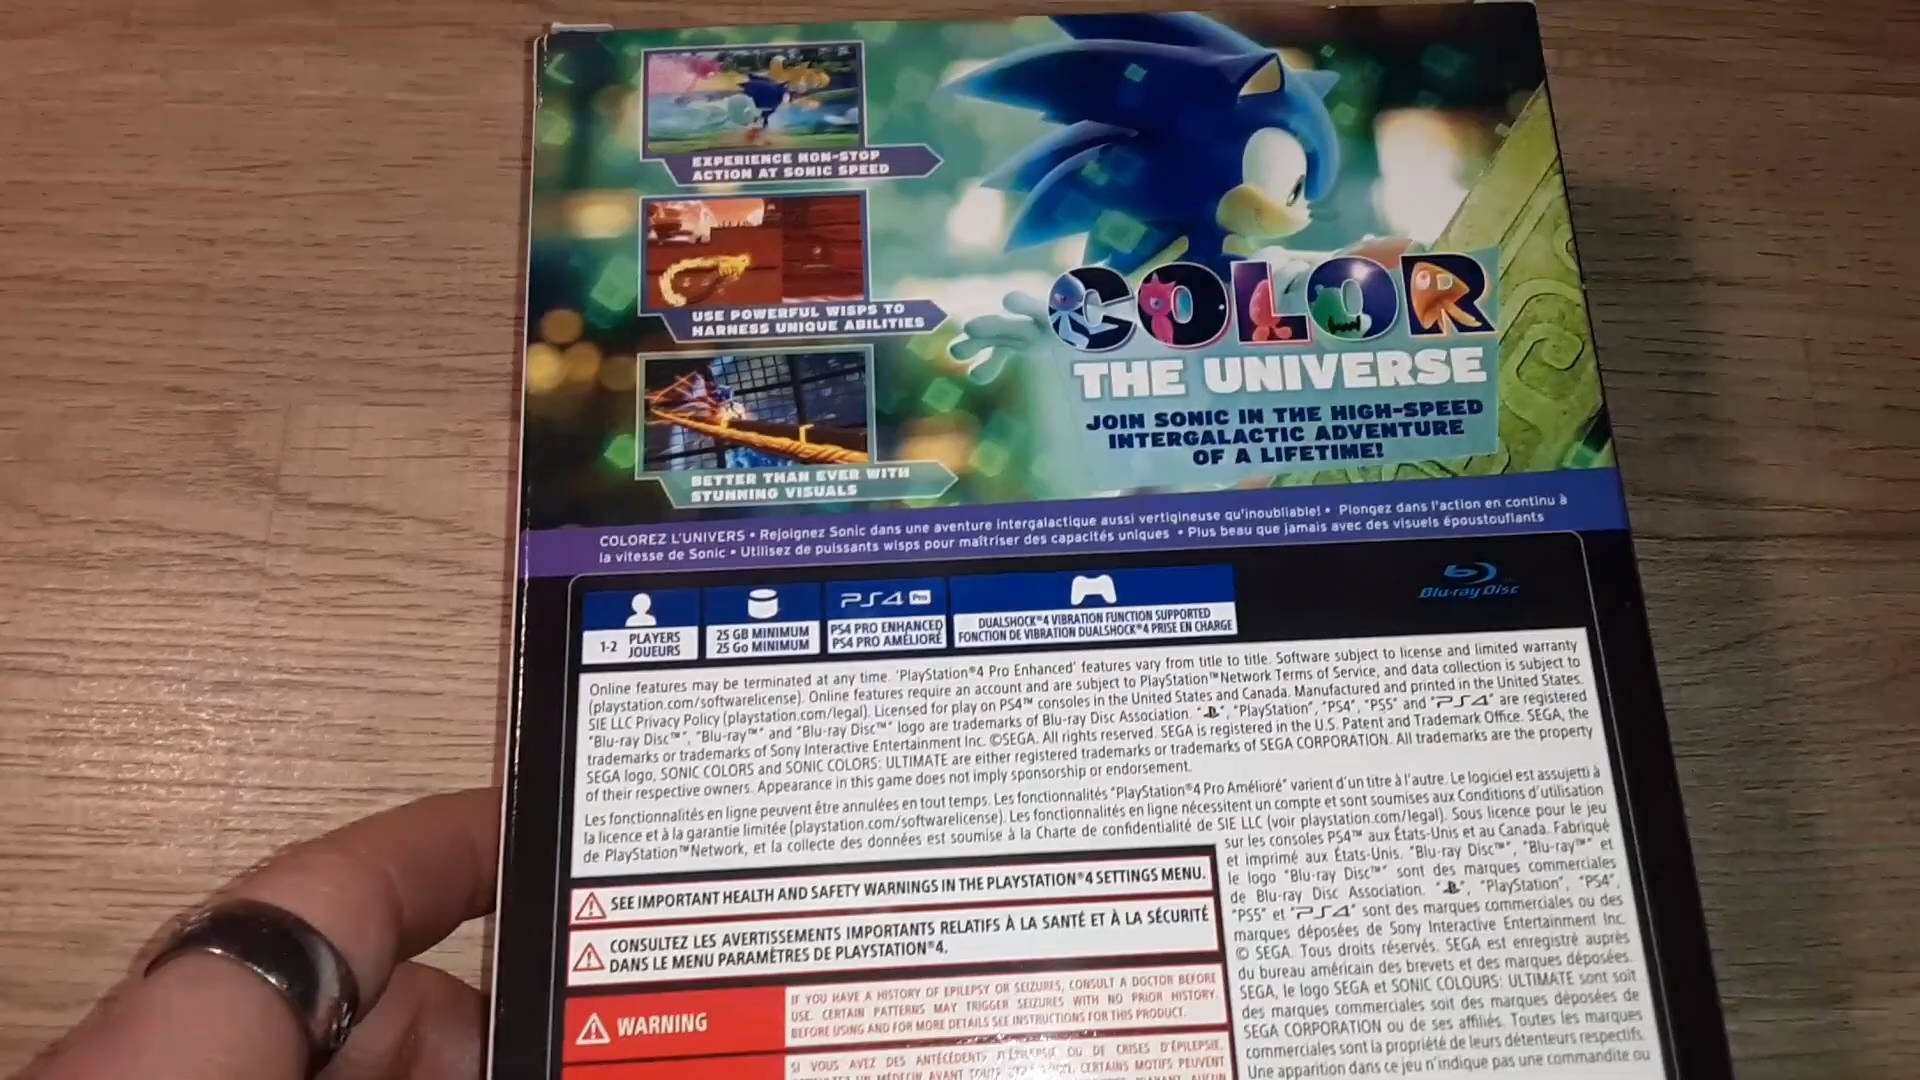 EXPERIENCE NON-STOP
ACTION AT SONIC SPEED
USE POWERFUL WISPS TO
HARNESS UNIQUE ABILITIES
BETTER THAN EVER WITH
STUNNING VISUALS
COLOR
THE UNIVERSE
JOIN SONIC IN THE HIGH-SPEED
INTERGALACTIC ADVENTURE
OF A LIFETIME!
COLOREZ L'UNIVERS • Rejoignez Sonic dans une aventure intergalactique aussi vertigineuse qu'inoubliable! • Plongez dans l'action en continu à
la vitesse de Sonic • Utilisez de puissants wisps pour maîtriser des capacités uniques • Plus beau que jamais avec des visuels époustouflants
1-2 PLAYERS
JOUEURS
25 GB MINIMUM
25 Go MINIMUM
PS4 Pro
PS4 PRO ENHANCED
PS4 PRO AMÉLIORÉ
DUALSHOCK®4 VIBRATION FUNCTION SUPPORTED
FONCTION DE VIBRATION DUALSHOCK®4 PRISE EN CHARGE
Blu-ray Disc
Online features may be terminated at any time. 'PlayStation®4 Pro Enhanced' features vary from title to title. Software subject to license and limited warranty
(playstation.com/softwarelicense). Online features require an account and are subject to PlayStation™Network Terms of Service, and data collection is subject to
SIE LLC Privacy Policy (playstation.com/legal). Licensed for play on PS4™ consoles in the United States and Canada. Manufactured and printed in the United States.
"Blu-ray Disc™", "Blu-ray™" and "Blu-ray Disc™" logo are trademarks of Blu-ray Disc Association. "PS", "PlayStation", "PS4", "PS5" and "PS4" are registered
trademarks or trademarks of Sony Interactive Entertainment Inc. ©SEGA. All rights reserved. SEGA is registered in the U.S. Patent and Trademark Office. SEGA, the
SEGA logo, SONIC COLORS and SONIC COLORS: ULTIMATE are either registered trademarks or trademarks of SEGA CORPORATION. All trademarks are the property
of their respective owners. Appearance in this game does not imply sponsorship or endorsement.
Les fonctionnalités en ligne peuvent être annulées en tout temps. Les fonctionnalités "PlayStation®4 Pro Amélioré" varient d'un titre à l'autre. Le logiciel est assujetti à
la licence et à la garantie limitée (playstation.com/softwarelicense). Les fonctionnalités en ligne nécessitent un compte et sont soumises aux Conditions d'utilisation
de PlayStation™Network, et la collecte des données est soumise à la Charte de confidentialité de SIE LLC (voir playstation.com/legal). Sous licence pour le jeu
sur les consoles PS4™ aux États-Unis et au Canada. Fabriqué
et imprimé aux États-Unis. "Blu-ray Disc™", "Blu-ray™" et
le logo "Blu-ray Disc™" sont des marques commerciales
de Blu-ray Disc Association. "PS", "PlayStation", "PS4",
"PS5" et "PS4" sont des marques commerciales ou des
marques déposées de Sony Interactive Entertainment Inc.
© SEGA. Tous droits réservés. SEGA est enregistré auprès
du bureau américain des brevets et des marques déposées.
SEGA, le logo SEGA et SONIC COLOURS: ULTIMATE sont soit
des marques commerciales soit des marques déposées de
SEGA CORPORATION ou de ses affiliés. Toutes les marques
commerciales sont la propriété de leurs détenteurs respectifs.
Une apparition dans ce jeu n'indique pas une commandite ou
SEE IMPORTANT HEALTH AND SAFETY WARNINGS IN THE PLAYSTATION®4 SETTINGS MENU.
CONSULTEZ LES AVERTISSEMENTS IMPORTANTS RELATIFS À LA SANTÉ ET À LA SÉCURITÉ
DANS LE MENU PARAMÈTRES DE PLAYSTATION®4.
WARNING
IF YOU HAVE A HISTORY OF EPILEPSY OR SEIZURES, CONSULT A DOCTOR BEFORE
USE. CERTAIN PATTERNS MAY TRIGGER SEIZURES WITH NO PRIOR HISTORY.
BEFORE USING AND FOR MORE DETAILS SEE INSTRUCTIONS FOR THIS PRODUCT.
SI VOUS AVEZ DES ANTÉCÉDENTS D'ÉPILEPSIE OU DE CRISES D'ÉPILEPSIE,
MÉDECIN AVANT TOUTE CERTAINS MOTIFS PEUVENT